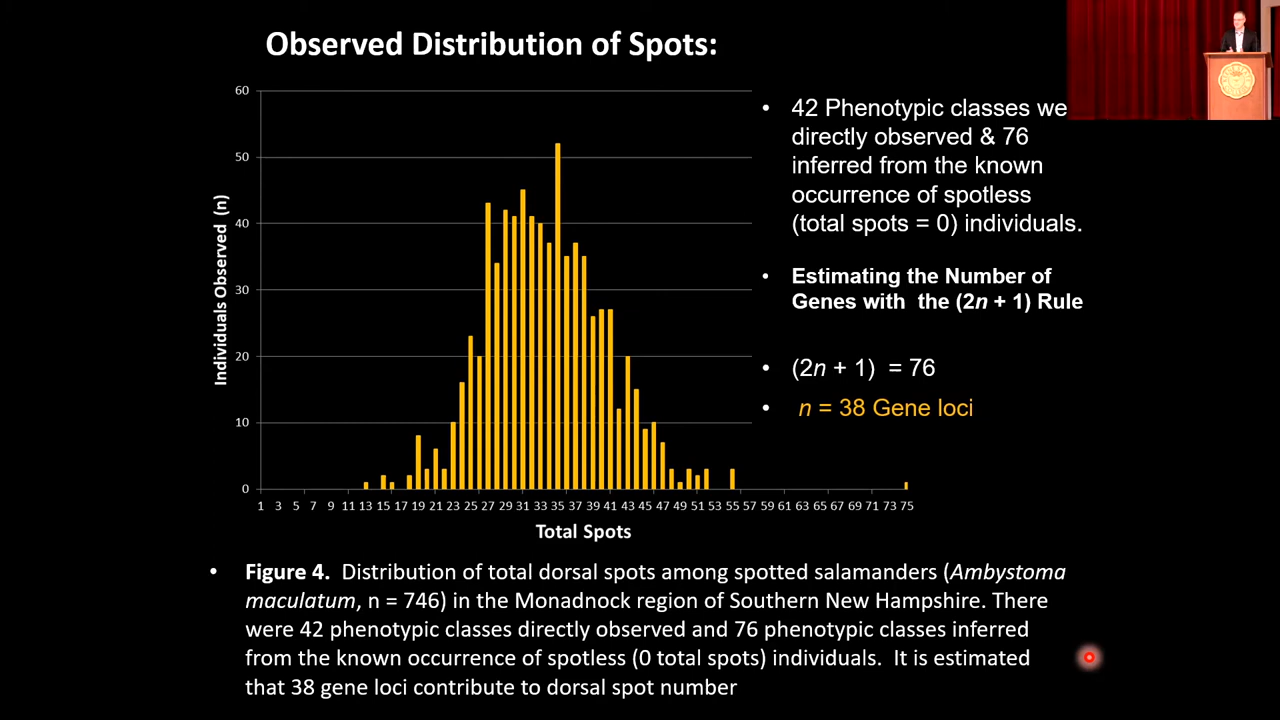 Observed Distribution of Spots:
60
50
40
30
20
10
0
Individuals Observed (n)
1 3 5 7 9 11 13 15 17 19 21 23 25 27 29 31 33 35 37 39 41 43 45 47 49 51 53 55 57 59 61 63 65 67 69 71 73 75
Total Spots
• 42 Phenotypic classes we
directly observed & 76
inferred from the known
occurrence of spotless
(total spots = 0) individuals.
• Estimating the Number of
Genes with the (2n + 1) Rule
• (2n + 1) = 76
• n = 38 Gene loci
• Figure 4. Distribution of total dorsal spots among spotted salamanders (Ambystoma
maculatum, n = 746) in the Monadnock region of Southern New Hampshire. There
were 42 phenotypic classes directly observed and 76 phenotypic classes inferred
from the known occurrence of spotless (0 total spots) individuals. It is estimated
that 38 gene loci contribute to dorsal spot number